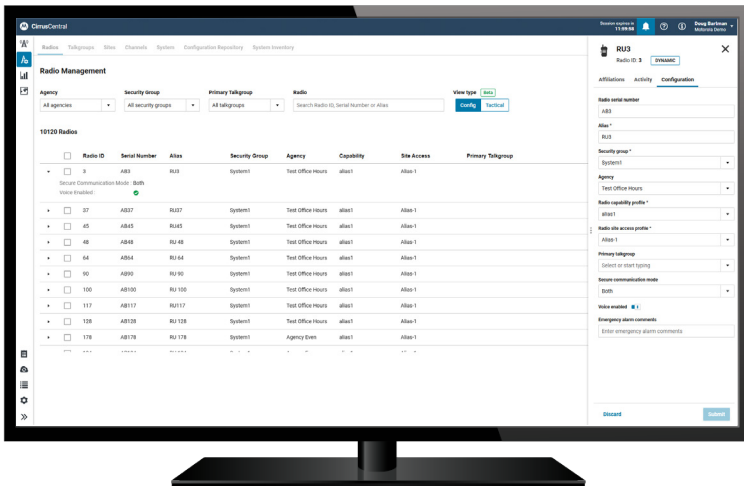 CirrusCentral
Session expires in
11:59:58
Doug Bartman
Motorola Demo
Radios Talkgroups Sites Channels System Configuration Repository System Inventory
Radio Management
Agency Security Group Primary Talkgroup Radio View type Beta
All agencies All security groups All talkgroups Search Radio ID, Serial Number or Alias Config Tactical
10120 Radios
Radio ID Serial Number Alias Security Group Agency Capability Site Access Primary Talkgroup
3 AB3 RU3 System1 Test Office Hours alias1 Alias-1
Secure Communication Mode : Both
Voice Enabled :
37 AB37 RU37 System1 Test Office Hours alias1 Alias-1
45 AB45 RU45 System1 Test Office Hours alias1 Alias-1
48 AB48 RU 48 System1 Test Office Hours alias1 Alias-1
64 AB64 RU 64 System1 Test Office Hours alias1 Alias-1
90 AB90 RU 90 System1 Test Office Hours alias1 Alias-1
100 AB100 RU 100 System1 Test Office Hours alias1 Alias-1
117 AB117 RU117 System1 Test Office Hours alias1 Alias-1
128 AB128 RU 128 System1 Test Office Hours alias1 Alias-1
178 AB178 RU 178 System1 Agency Even alias1 Alias-1
RU3
Radio ID: 3 DYNAMIC
Affiliations Activity Configuration
Radio serial number
AB3
Alias *
RU3
Security group *
System1
Agency
Test Office Hours
Radio capability profile *
alias1
Radio site access profile *
Alias-1
Primary talkgroup
Select or start typing
Secure communication mode
Both
Voice enabled
Emergency alarm comments
Enter emergency alarm comments
Discard Submit